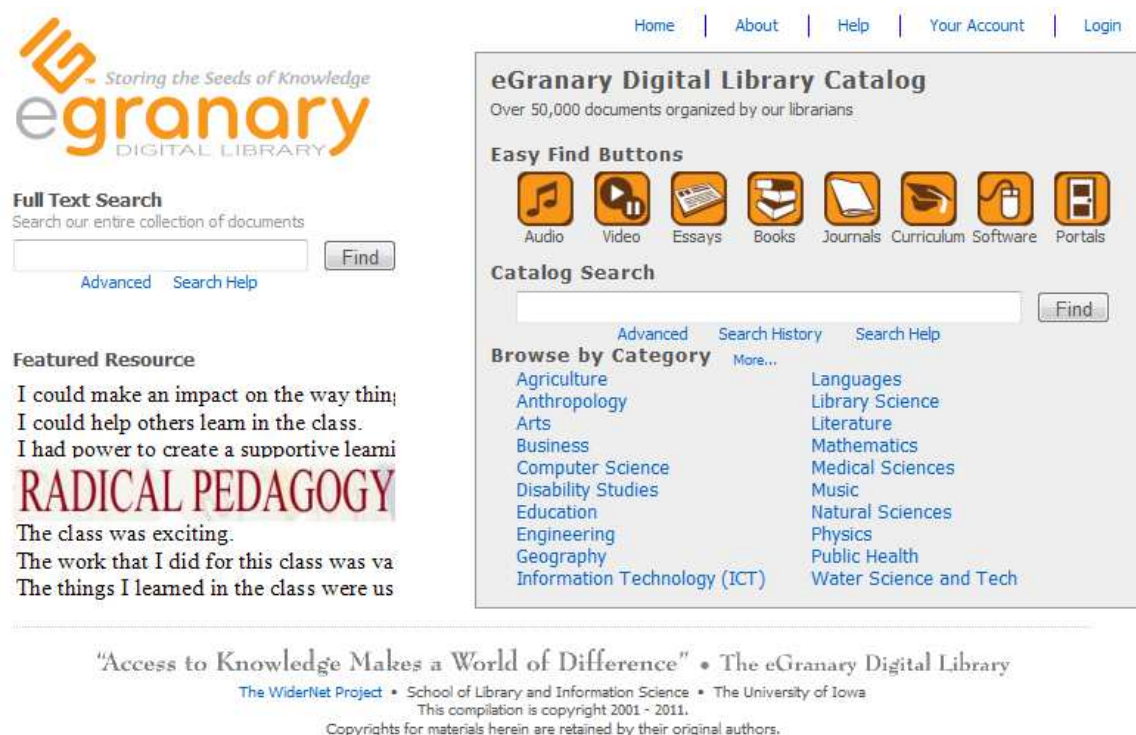 Home | About | Help | Your Account | Login
Storing the Seeds of Knowledge
egranary
DIGITAL LIBRARY
Full Text Search
Search our entire collection of documents
Find
Advanced Search Help
Featured Resource
I could make an impact on the way thing
I could help others learn in the class.
I had power to create a supportive learni
RADICAL PEDAGOGY
The class was exciting.
The work that I did for this class was va
The things I learned in the class were us
eGranary Digital Library Catalog
Over 50,000 documents organized by our librarians
Easy Find Buttons
Audio Video Essays Books Journals Curriculum Software Portals
Catalog Search
Find
Advanced Search History Search Help
Browse by Category More...
Agriculture Languages
Anthropology Library Science
Arts Literature
Business Mathematics
Computer Science Medical Sciences
Disability Studies Music
Education Natural Sciences
Engineering Physics
Geography Public Health
Information Technology (ICT) Water Science and Tech
"Access to Knowledge Makes a World of Difference" • The eGranary Digital Library
The WiderNet Project • School of Library and Information Science • The University of Iowa
This compilation is copyright 2001 - 2011.
Copyrights for materials herein are retained by their original authors.